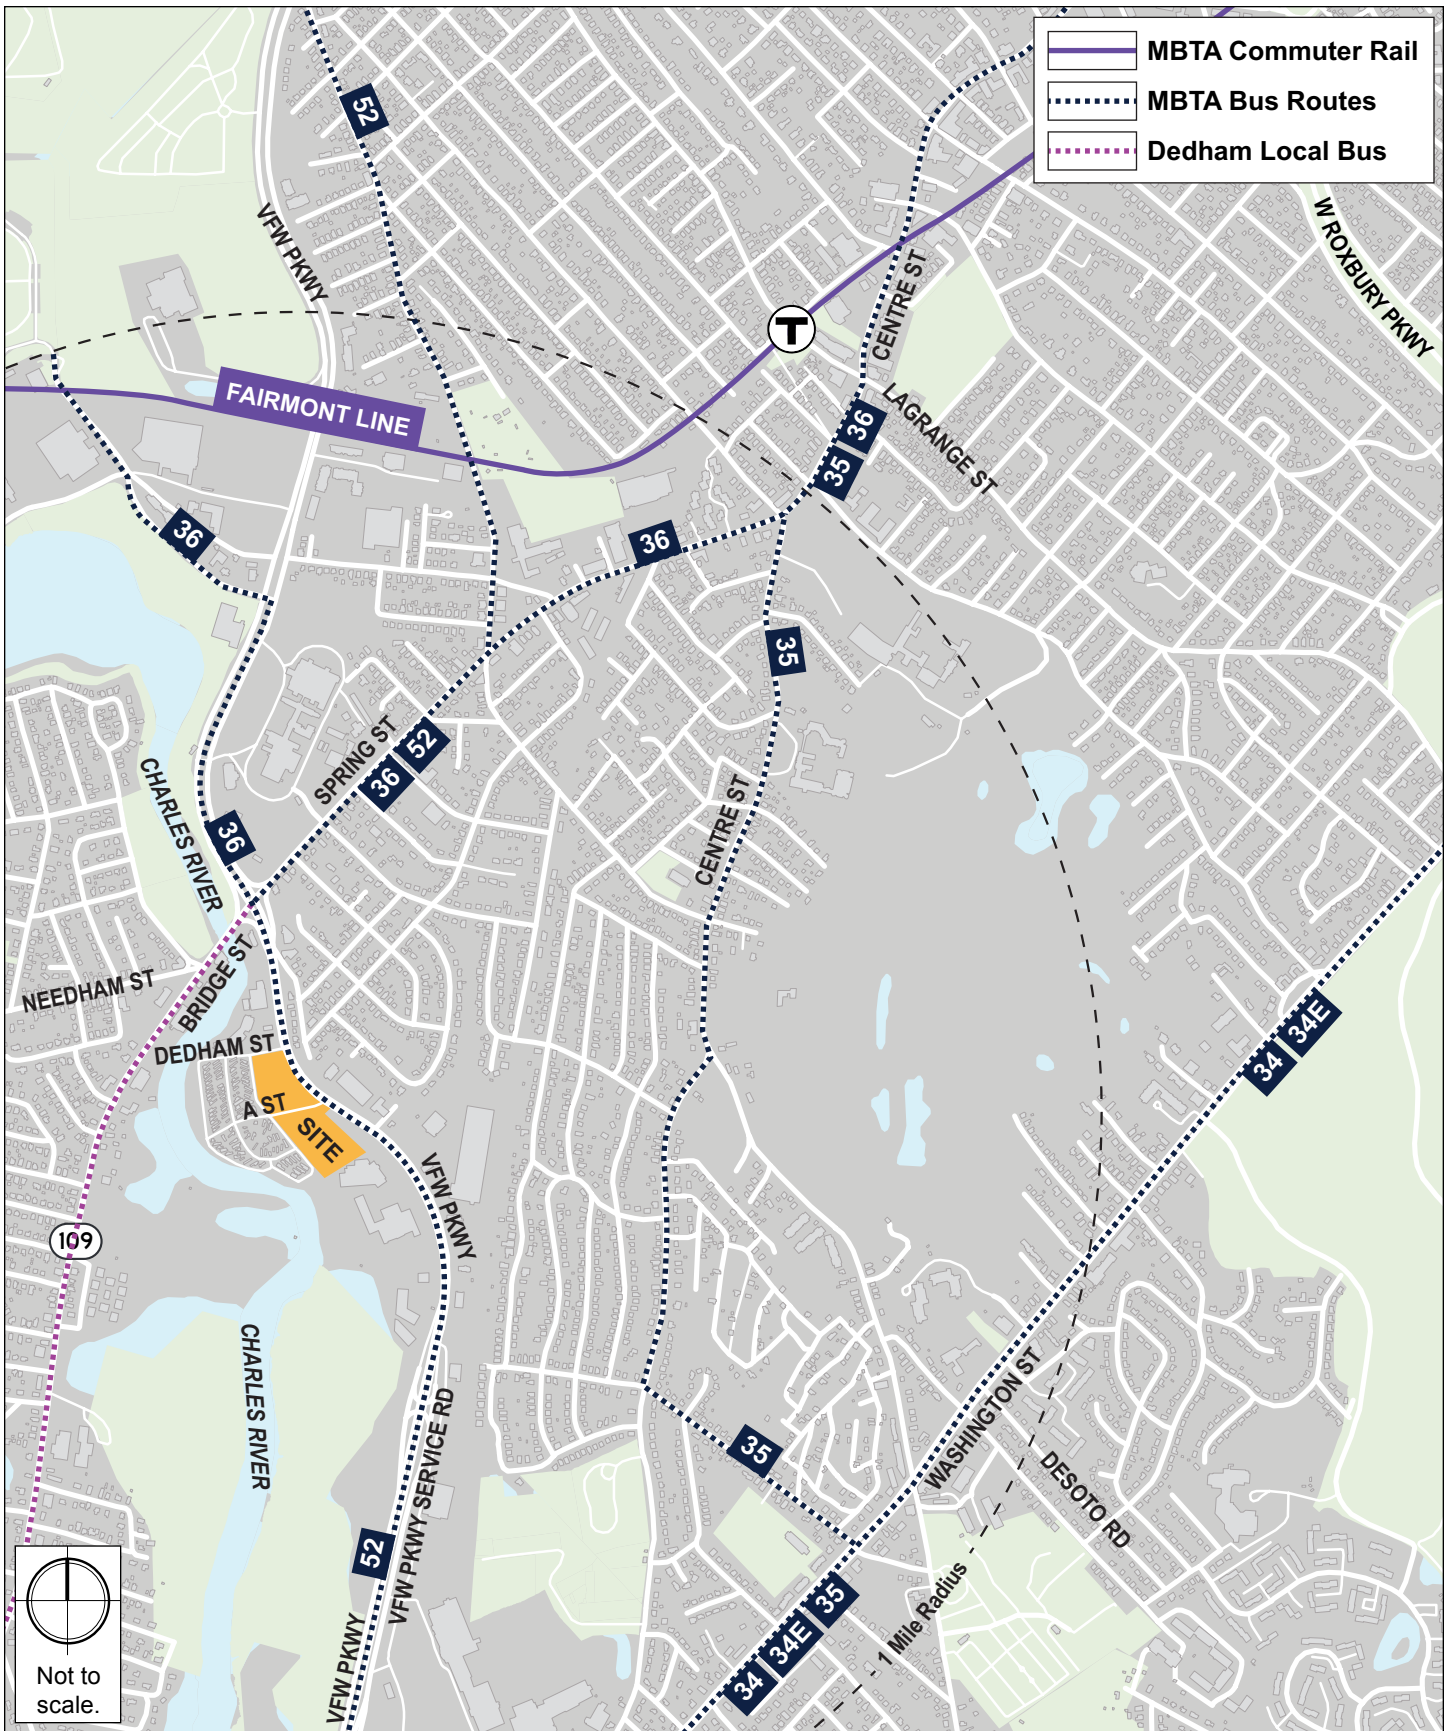 MBTA Commuter Rail
MBTA Bus Routes
Dedham Local Bus
52
VFW PKWY
W ROXBURY PKWY
CENTRE ST
T
FAIRMONT LINE
LAGRANGE ST
36
35
36
36
35
SPRING ST
52
36
CENTRE ST
CHARLES RIVER
36
BRIDGE ST
NEEDHAM ST
DEDHAM ST
34E
34
A ST
SITE
VFW PKWY
109
CHARLES RIVER
WASHINGTON ST
VFW PKWY SERVICE RD
35
DESOTO RD
52
1 Mile Radius
35
34E
34
VFW PKWY
Not to
scale.